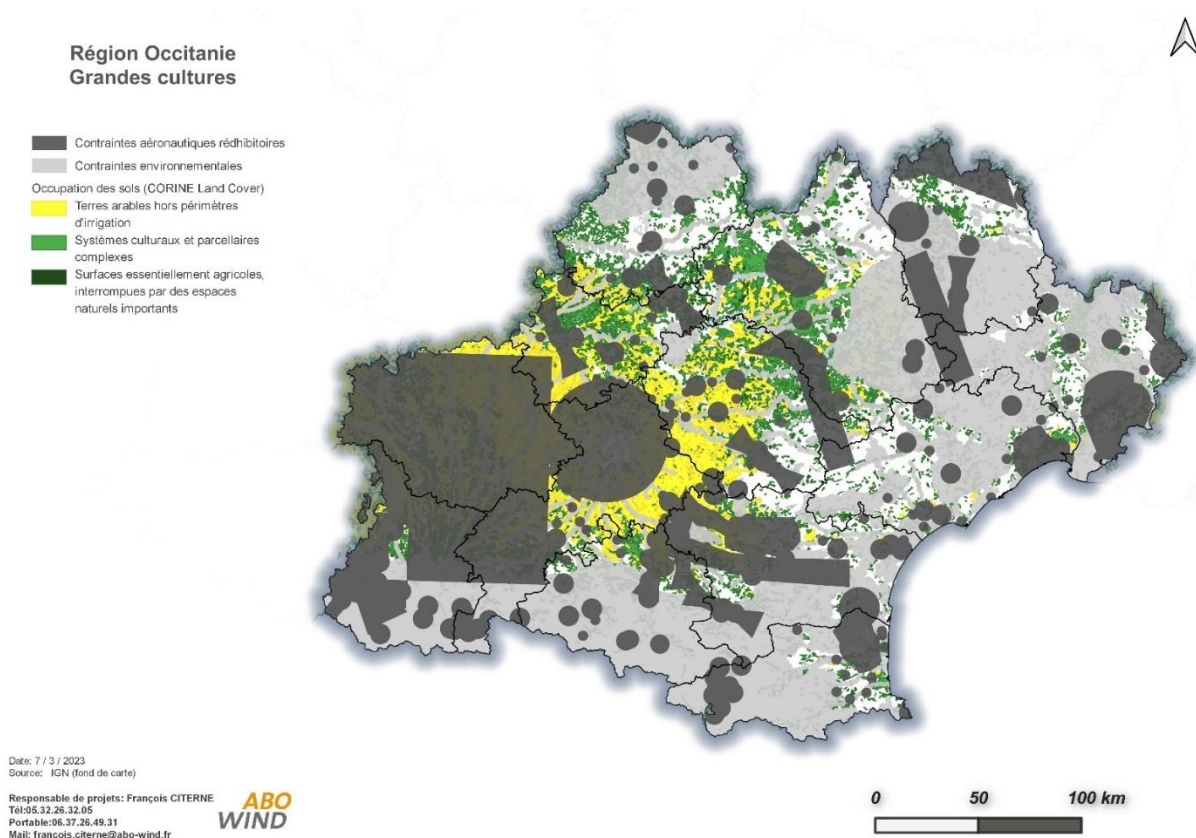 Région Occitanie
Grandes cultures
Contraintes aéronautiques rédhibitoires
Contraintes environnementales
Occupation des sols (CORINE Land Cover)
Terres arables hors périmètres
d'irrigation
Systèmes culturaux et parcellaires
complexes
Surfaces essentiellement agricoles,
interrompues par des espaces
naturels importants
Date: 7 / 3 / 2023
Source: IGN (fond de carte)
Responsable de projets: François CITERNE
Tél:05.32.26.32.05
Portable:06.37.26.49.31
Mail: francois.citerne@abo-wind.fr
ABO
WIND
0 50 100 km